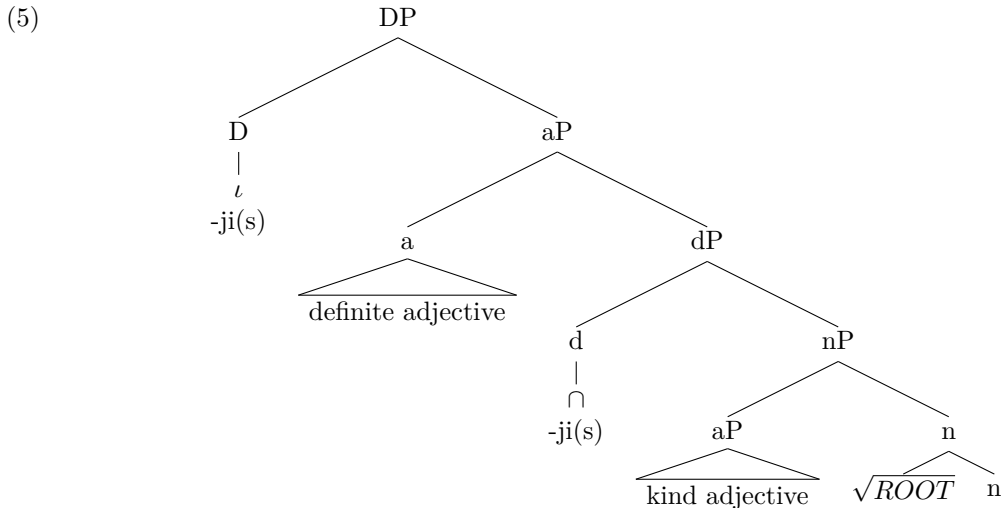 (5)
DP
D aP
ι
-ji(s)
a dP
definite adjective
d nP
∩
-ji(s)
aP n
kind adjective √ROOT n